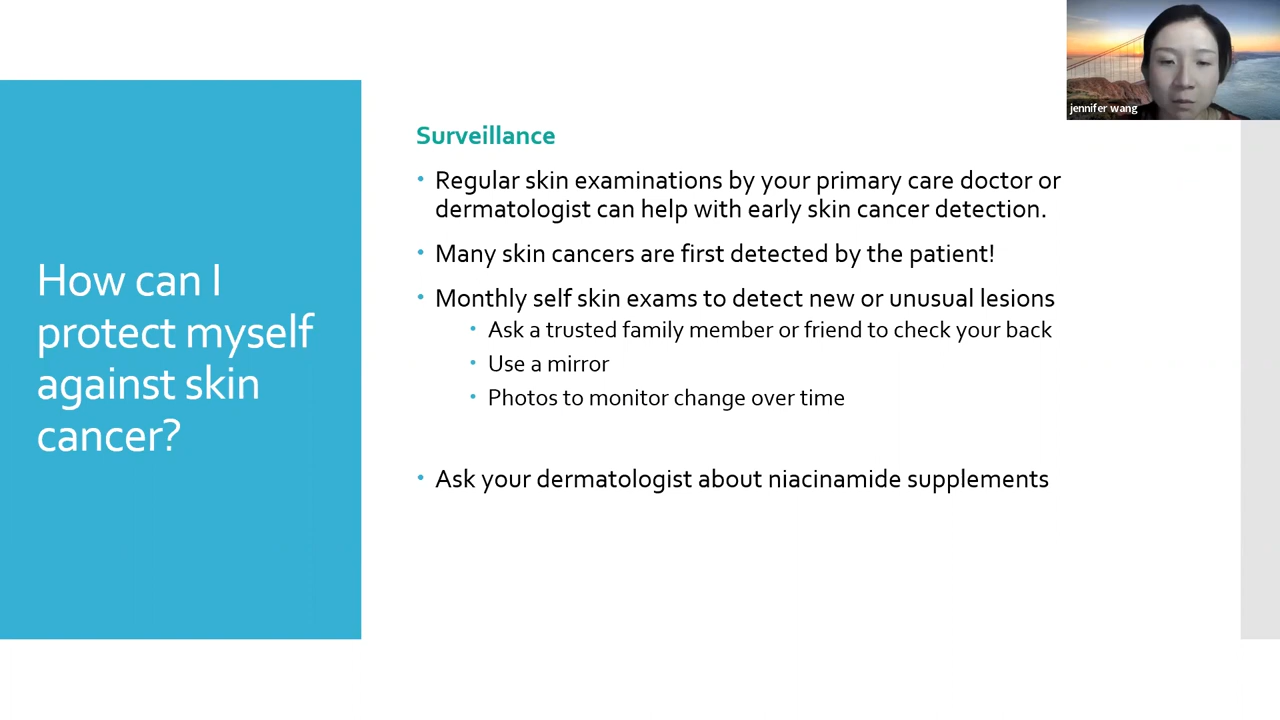 How can I
protect myself
against skin
cancer?
Surveillance
• Regular skin examinations by your primary care doctor or
dermatologist can help with early skin cancer detection.
• Many skin cancers are first detected by the patient!
• Monthly self skin exams to detect new or unusual lesions
• Ask a trusted family member or friend to check your back
• Use a mirror
• Photos to monitor change over time
• Ask your dermatologist about niacinamide supplements
jennifer wang